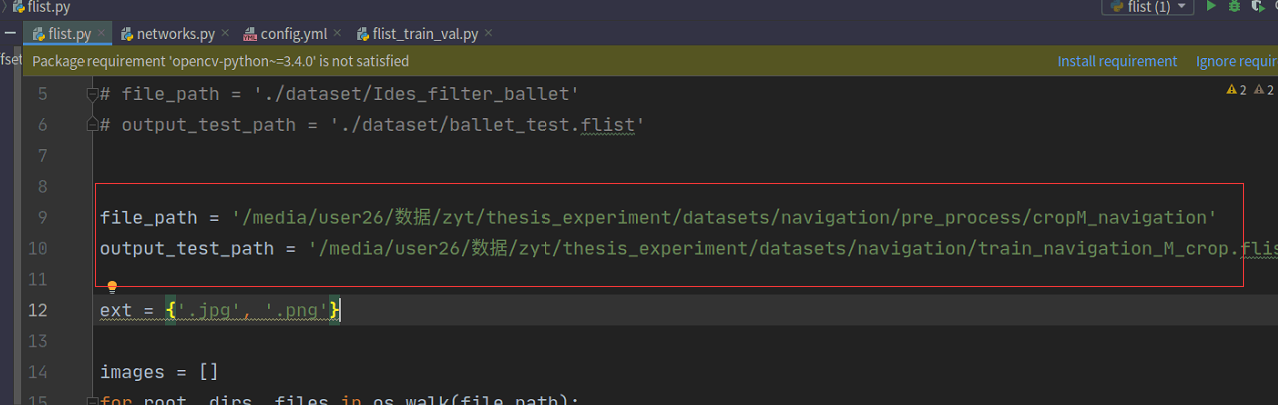 flist.py
flist (1)
flist.py
networks.py
config.yml
flist_train_val.py
ffset
Package requirement 'opencv-python~=3.4.0' is not satisfied
Install requirement
Ignore requir
5 # file_path = './dataset/Ides_filter_ballet'
2 2
6 # output_test_path = './dataset/ballet_test.flist'
7
8
9 file_path = '/media/user26/数据/zyt/thesis_experiment/datasets/navigation/pre_process/cropM_navigation'
10 output_test_path = '/media/user26/数据/zyt/thesis_experiment/datasets/navigation/train_navigation_M_crop.flis
11
12 ext = {'.jpg', '.png'}
13
14 images = []
15 for root, dirs, files in os.walk(file_path):